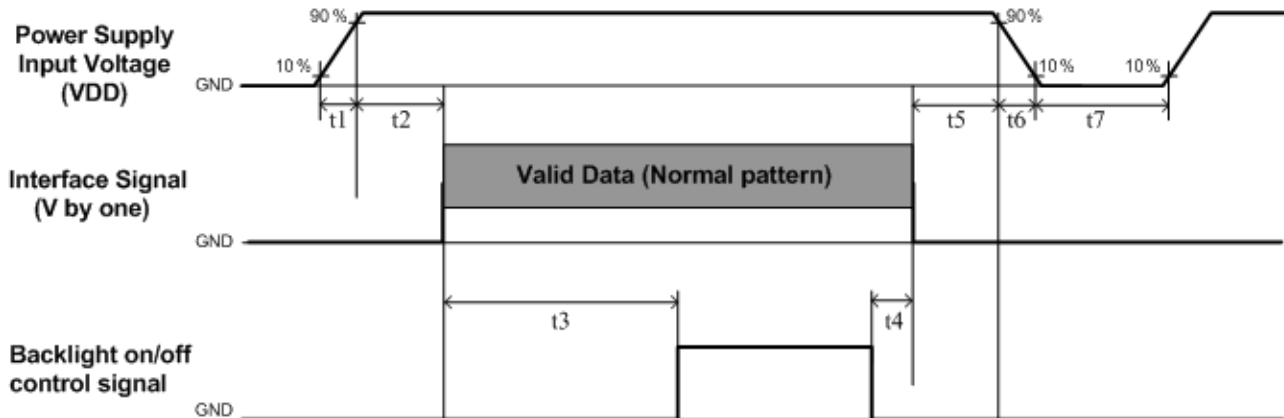 Power Supply
Input Voltage
(VDD)
90 %
10 %
GND
t1
t2
90 %
10 %
10 %
t5
t6
t7
Interface Signal
(V by one)
Valid Data (Normal pattern)
GND
t3
t4
Backlight on/off
control signal
GND